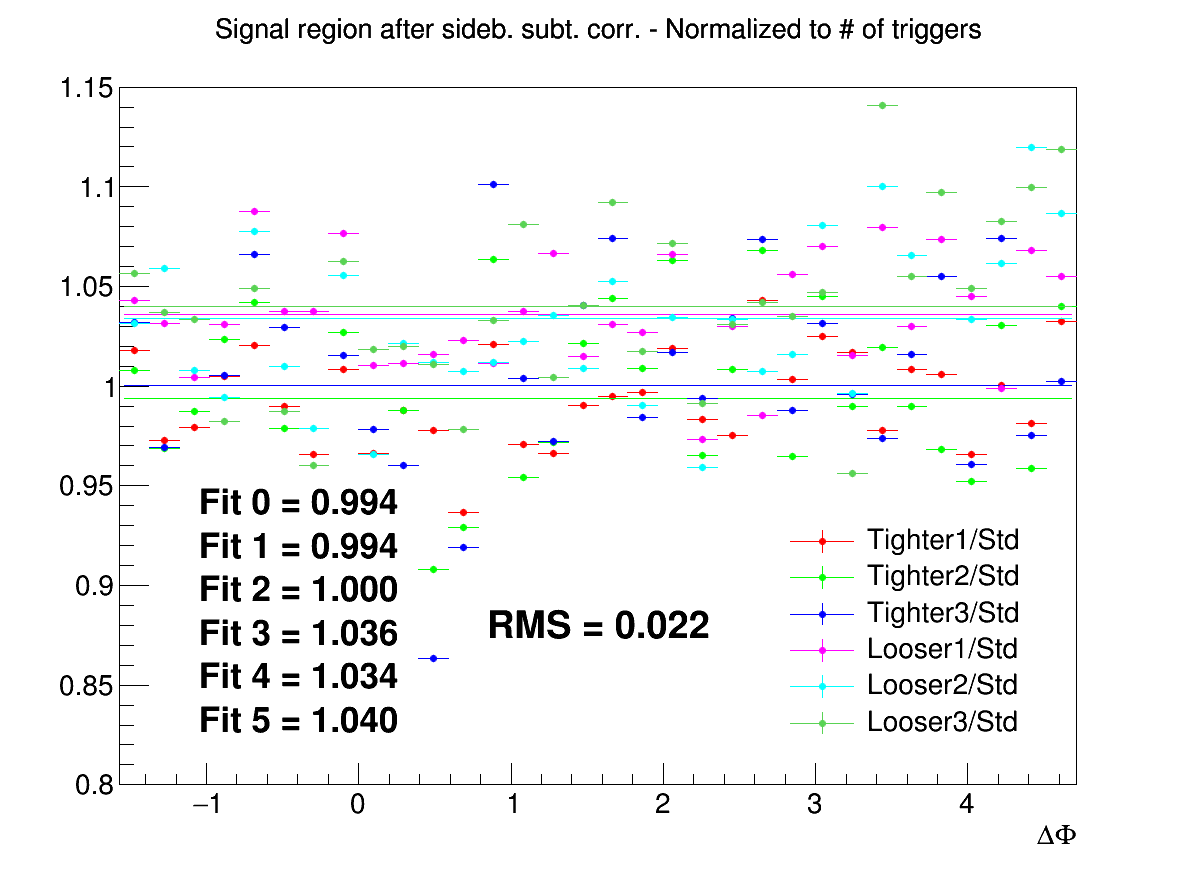 Signal region after sideb. subt. corr. - Normalized to # of triggers
1.15
1.1
1.05
1
0.95
0.9
0.85
0.8
Fit 0 = 0.994
Fit 1 = 0.994
Fit 2 = 1.000
Fit 3 = 1.036
Fit 4 = 1.034
Fit 5 = 1.040
RMS = 0.022
Tighter1/Std
Tighter2/Std
Tighter3/Std
Looser1/Std
Looser2/Std
Looser3/Std
−1 0 1 2 3 4
ΔΦ